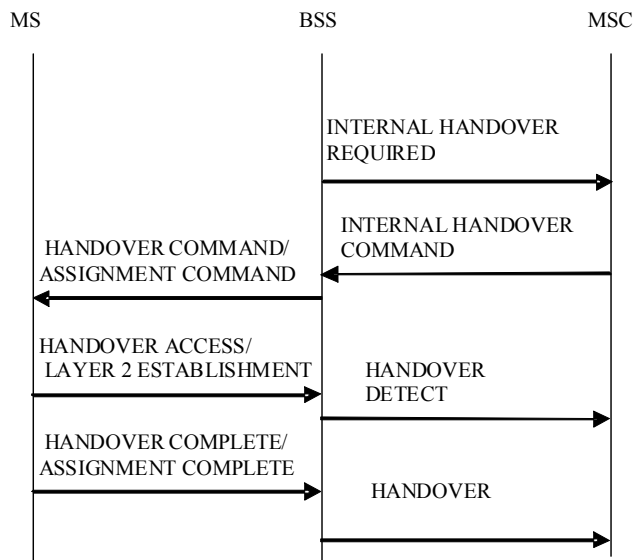 MS BSS MSC
INTERNAL HANDOVER
REQUIRED
INTERNAL HANDOVER
COMMAND
HANDOVER COMMAND/
ASSIGNMENT COMMAND
HANDOVER ACCESS/
LAYER 2 ESTABLISHMENT
HANDOVER
DETECT
HANDOVER COMPLETE/
ASSIGNMENT COMPLETE
HANDOVER